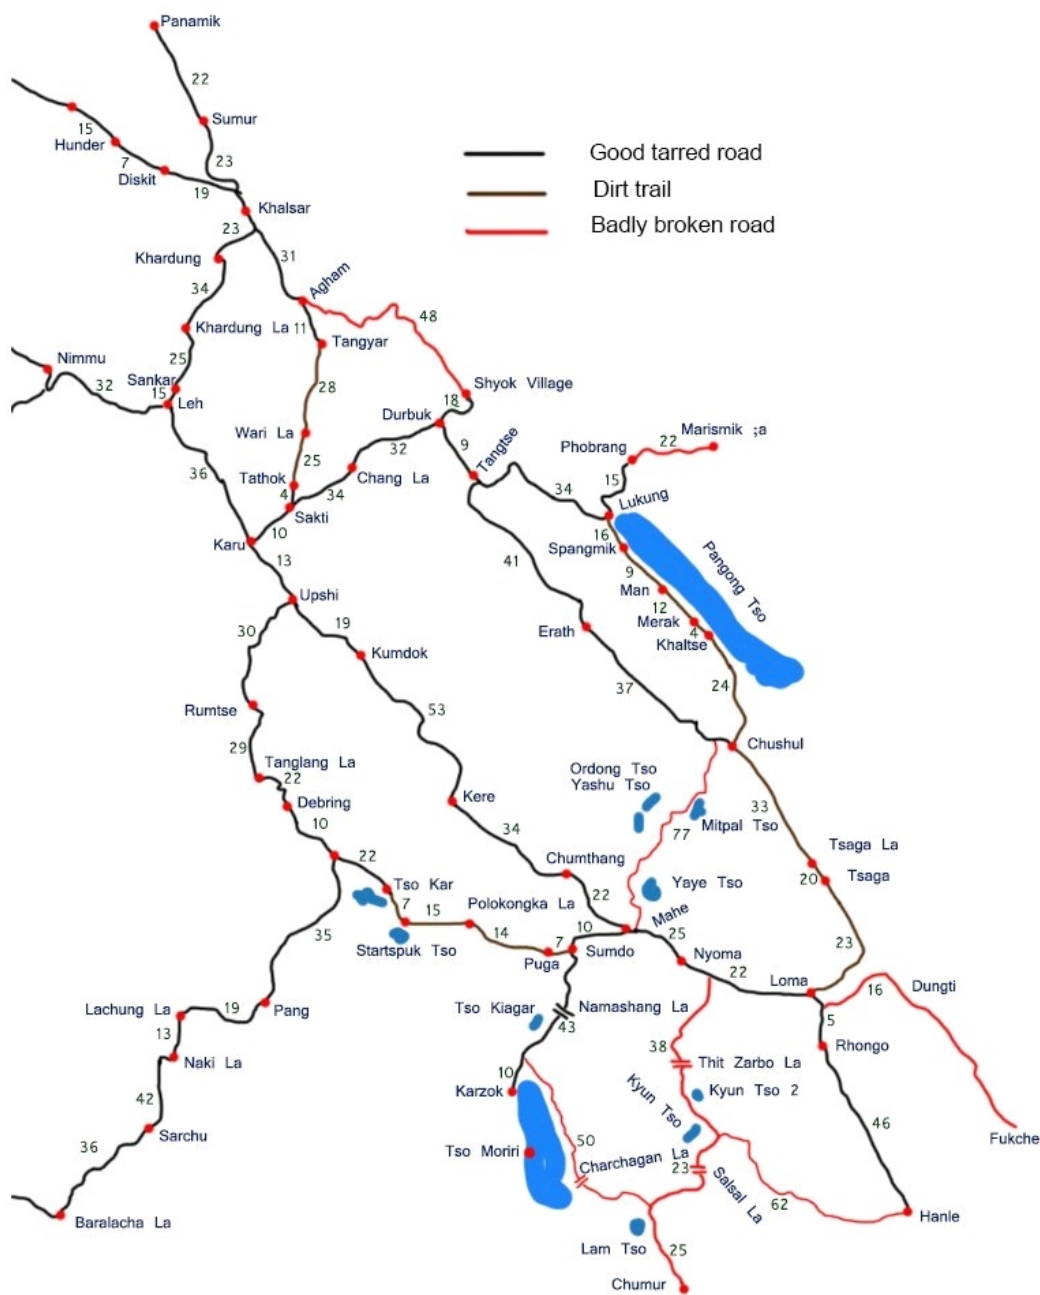 Panamik
22
Sumur
15
Hunder
7
Diskit
23
19
Khalsar
Good tarred road
Dirt trail
Badly broken road
23
Khardung
31
34
Agham
Khardung La
11
48
Tangyar
Nimmu
32
25
Sankar
15
Leh
28
Shyok Village
18
Durbuk
Wari La
32
9
Tangtse
Marismik ;a
22
Phobrang
36
25
Tathok
4
34
Chang La
Sakti
34
15
Lukung
10
Karu
13
16
Spangmik
Pangong Tso
41
9
Man
12
Merak
4
Khaltse
Upshi
30
19
Kumdok
Erath
37
24
Rumtse
53
29
Tanglang La
22
Debring
Chushul
Ordong Tso
Yashu Tso
33
Mitpal Tso
77
Kere
34
10
Tsaga La
20
Tsaga
22
Chumthang
Tso Kar
7
15
Polokongka La
22
Yaye Tso
Mahe
Startspuk Tso
14
10
7
Puga
Sumdo
25
Nyoma
23
35
22
Loma
16
Dungti
Pang
Lachung La
19
Tso Kiagar
Namashang La
43
5
Rhongo
13
Naki La
38
Thit Zarbo La
10
Karzok
Kyun Tso
Kyun Tso 2
42
Sarchu
46
Fukche
36
Tso Moriri
50
Charchagan La
23
Salsal La
62
Hanle
Baralacha La
Lam Tso
25
Chumur